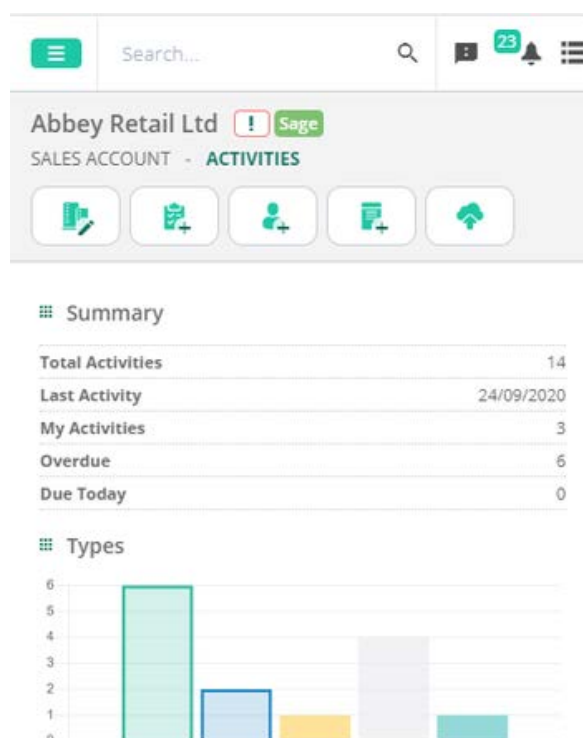 Search...
23
Abbey Retail Ltd ! Sage
SALES ACCOUNT - ACTIVITIES
Summary
Total Activities 14
Last Activity 24/09/2020
My Activities 3
Overdue 6
Due Today 0
Types
6
5
4
3
2
1
0